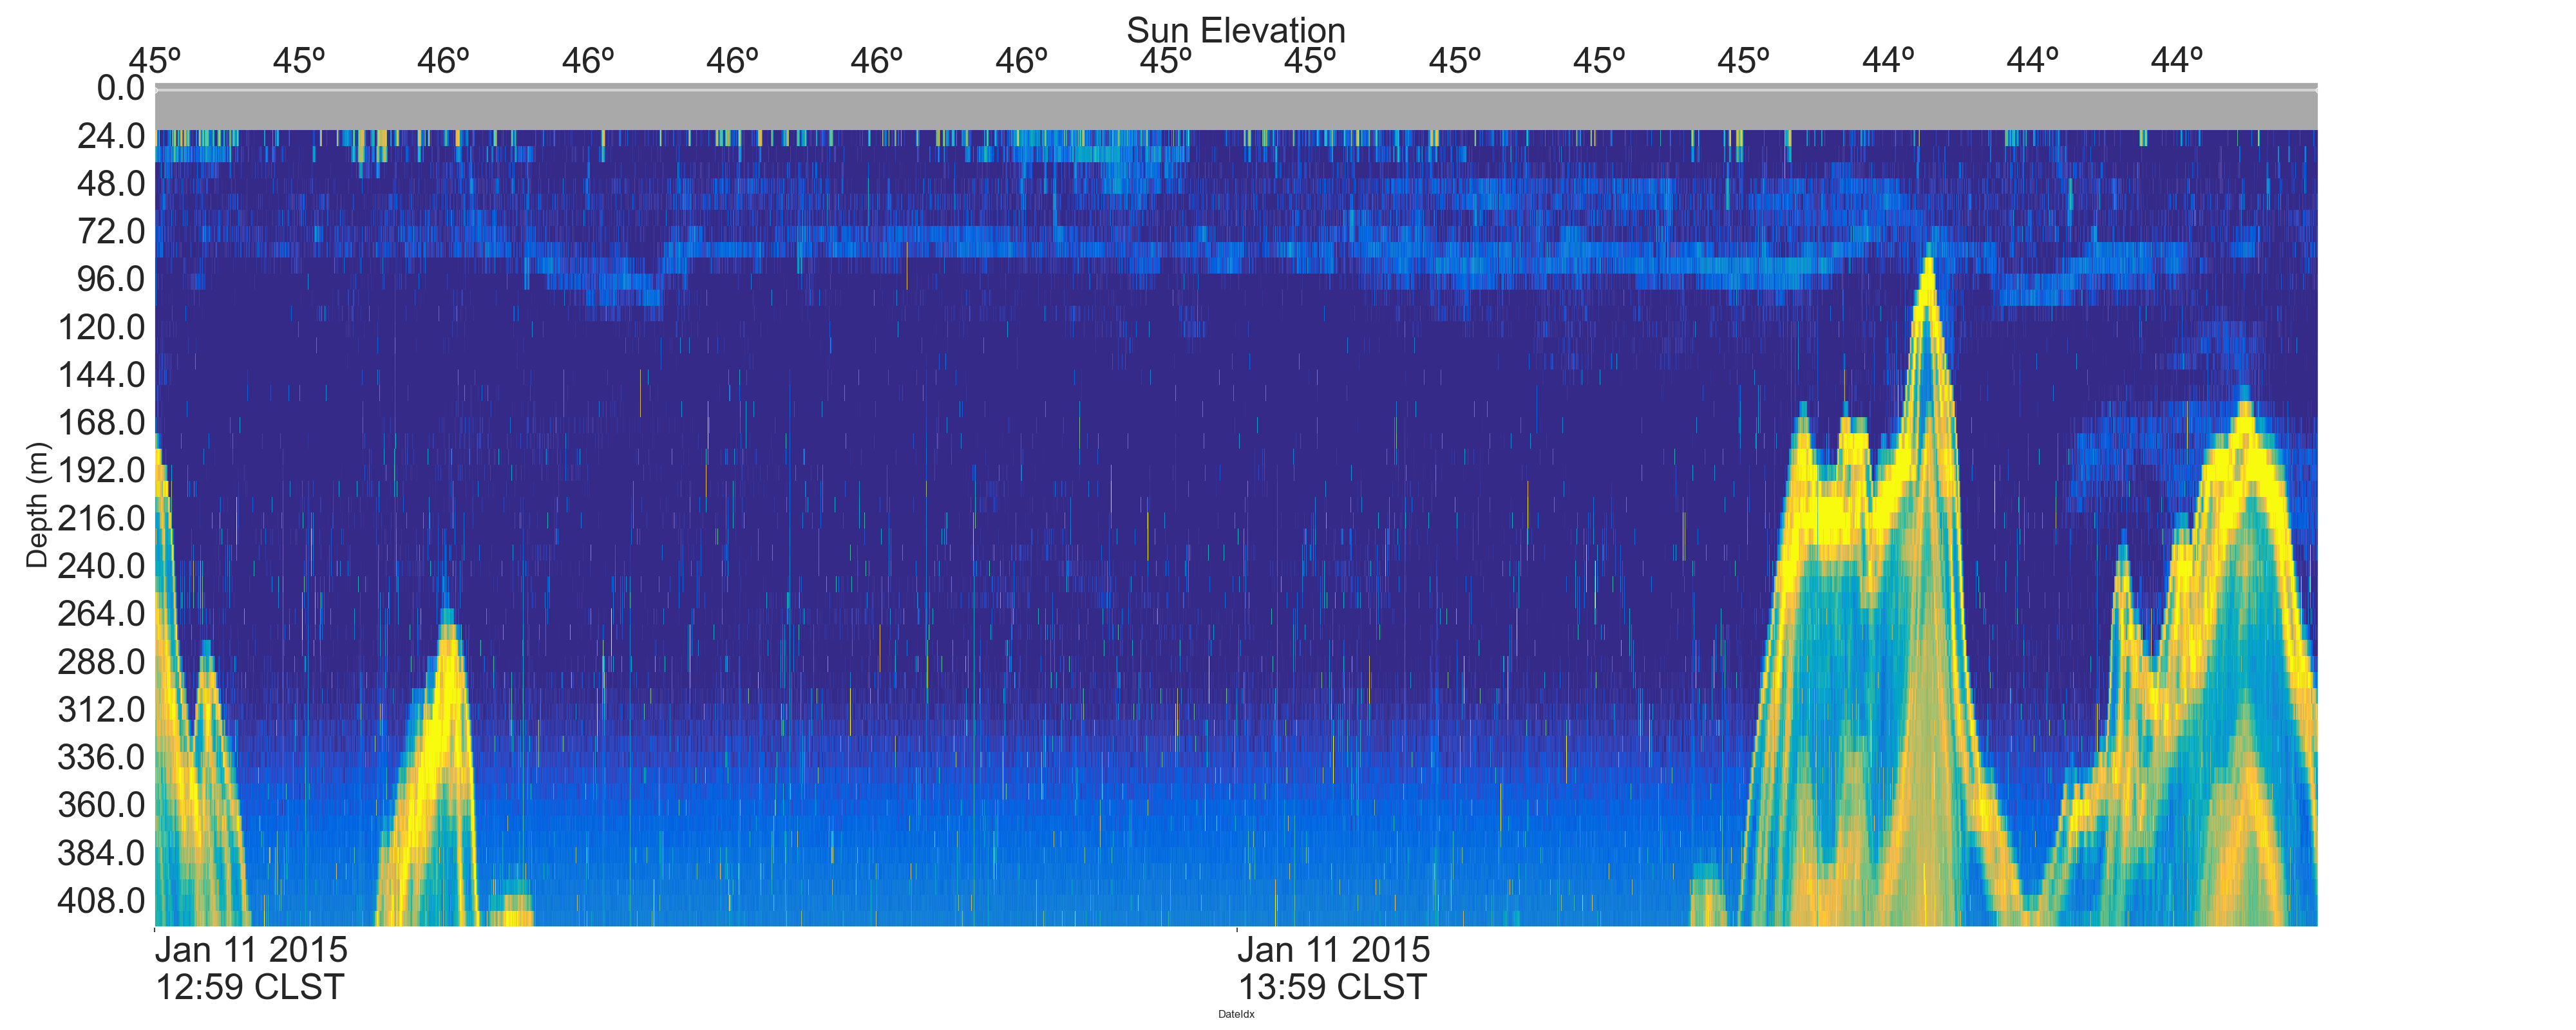 Sun Elevation
45º 45º 46º 46º 46º 46º 46º 45º 45º 45º 45º 45º 44º 44º 44º
0.0
24.0
48.0
72.0
96.0
120.0
144.0
168.0
192.0
216.0
240.0
264.0
288.0
312.0
336.0
360.0
384.0
408.0
Depth (m)
Jan 11 2015
12:59 CLST
Jan 11 2015
13:59 CLST
DateIdx